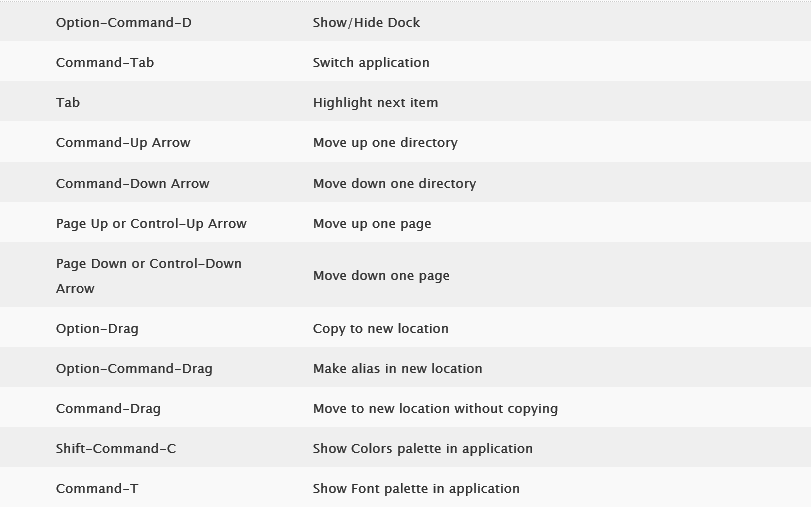 Option-Command-D Show/Hide Dock
Command-Tab Switch application
Tab Highlight next item
Command-Up Arrow Move up one directory
Command-Down Arrow Move down one directory
Page Up or Control-Up Arrow Move up one page
Page Down or Control-Down
Arrow
Move down one page
Option-Drag Copy to new location
Option-Command-Drag Make alias in new location
Command-Drag Move to new location without copying
Shift-Command-C Show Colors palette in application
Command-T Show Font palette in application